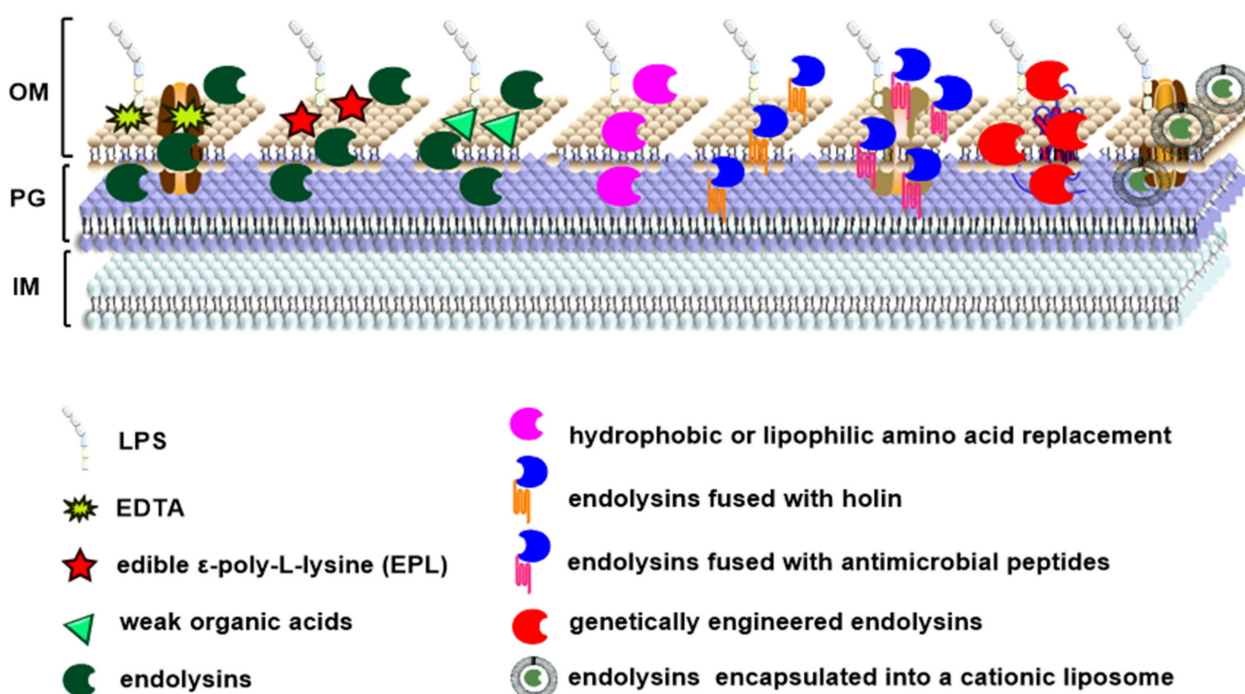 OM
PG
IM
LPS
EDTA
edible ε-poly-L-lysine (EPL)
weak organic acids
endolysins
hydrophobic or lipophilic amino acid replacement
endolysins fused with holin
endolysins fused with antimicrobial peptides
genetically engineered endolysins
endolysins encapsulated into a cationic liposome